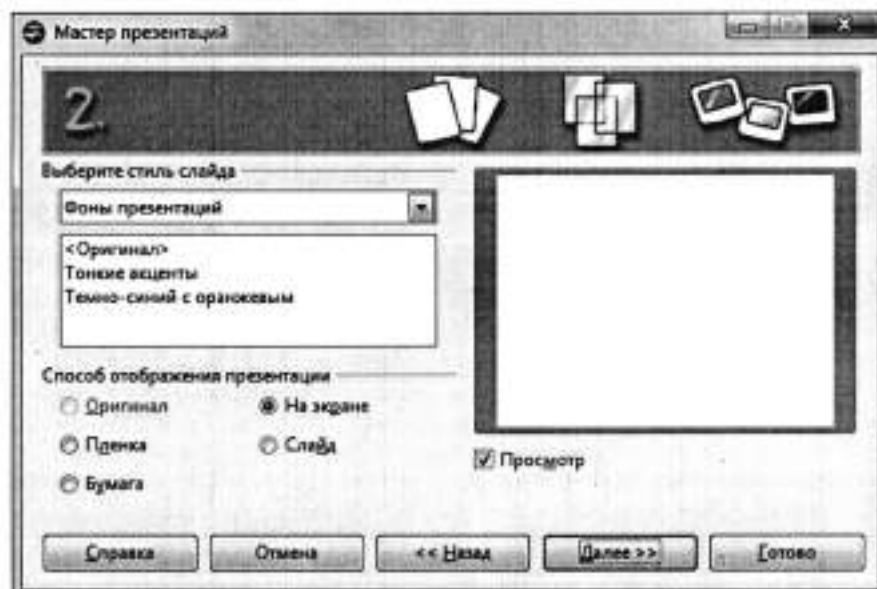 Мастер презентаций
2.
Выберите стиль слайда
Фоны презентаций
<Оригинал>
Тонкие акценты
Темно-синий с оранжевым
Способ отображения презентации
Оригинал
На экране
Пленка
Слайд
Бумага
Просмотр
Справка
Отмена
<< Назад
Далее >>
Готово